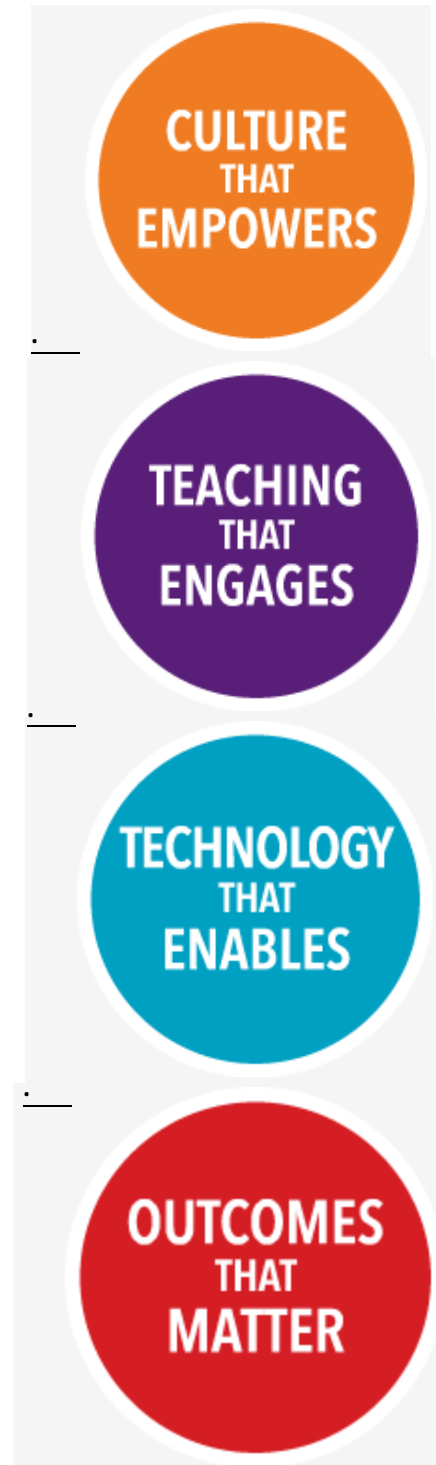 CULTURE
THAT
EMPOWERS
.
TEACHING
THAT
ENGAGES
.
TECHNOLOGY
THAT
ENABLES
.
OUTCOMES
THAT
MATTER